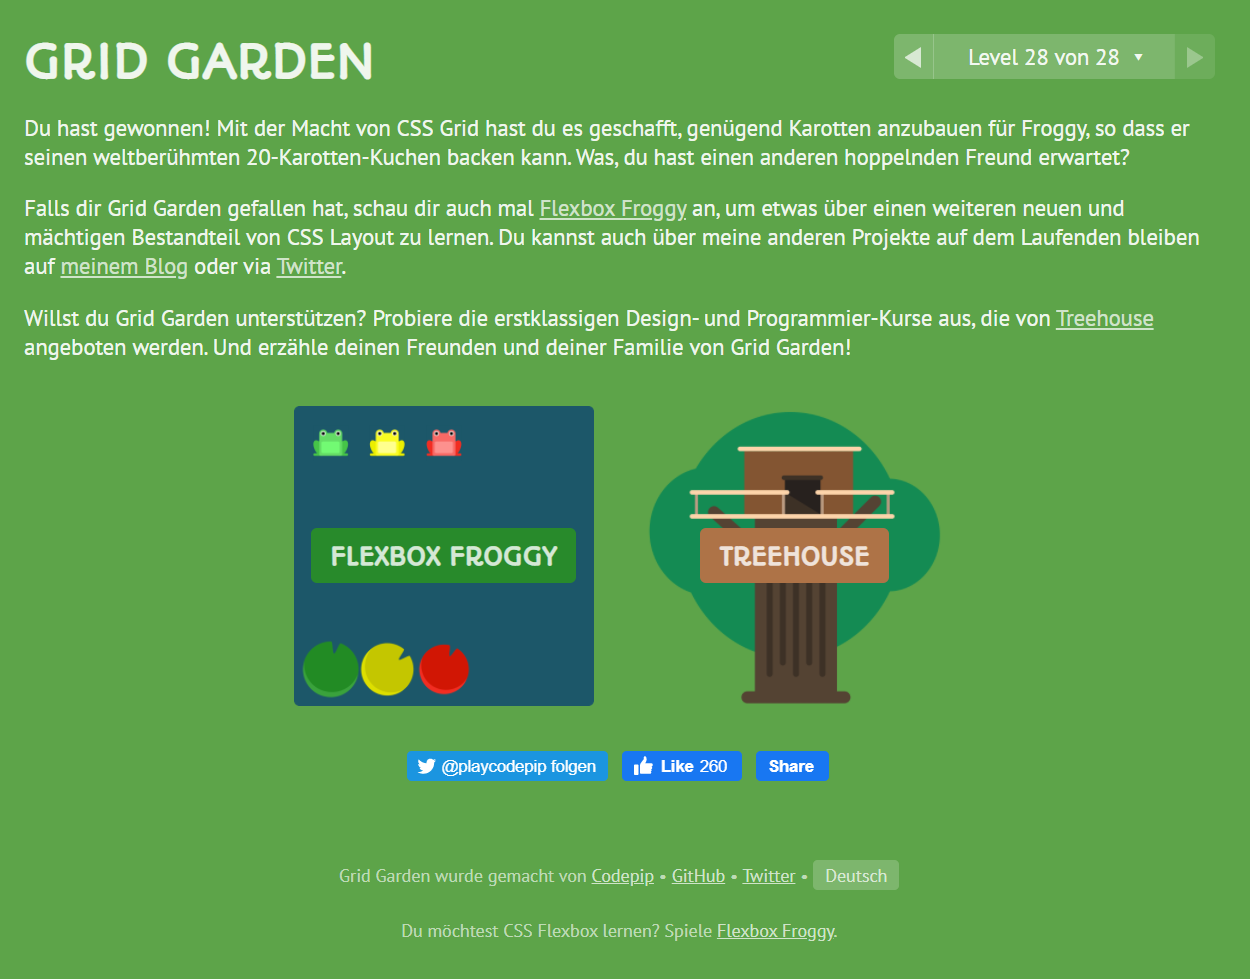 GRID GARDEN
Level 28 von 28
Du hast gewonnen! Mit der Macht von CSS Grid hast du es geschafft, genügend Karotten anzubauen für Froggy, so dass er
seinen weltberühmten 20-Karotten-Kuchen backen kann. Was, du hast einen anderen hoppelnden Freund erwartet?
Falls dir Grid Garden gefallen hat, schau dir auch mal Flexbox Froggy an, um etwas über einen weiteren neuen und
mächtigen Bestandteil von CSS Layout zu lernen. Du kannst auch über meine anderen Projekte auf dem Laufenden bleiben
auf meinem Blog oder via Twitter.
Willst du Grid Garden unterstützen? Probiere die erstklassigen Design- und Programmier-Kurse aus, die von Treehouse
angeboten werden. Und erzähle deinen Freunden und deiner Familie von Grid Garden!
FLEXBOX FROGGY
TREEHOUSE
@playcodepip folgen
Like 260
Share
Grid Garden wurde gemacht von Codepip • GitHub • Twitter • Deutsch
Du möchtest CSS Flexbox lernen? Spiele Flexbox Froggy.